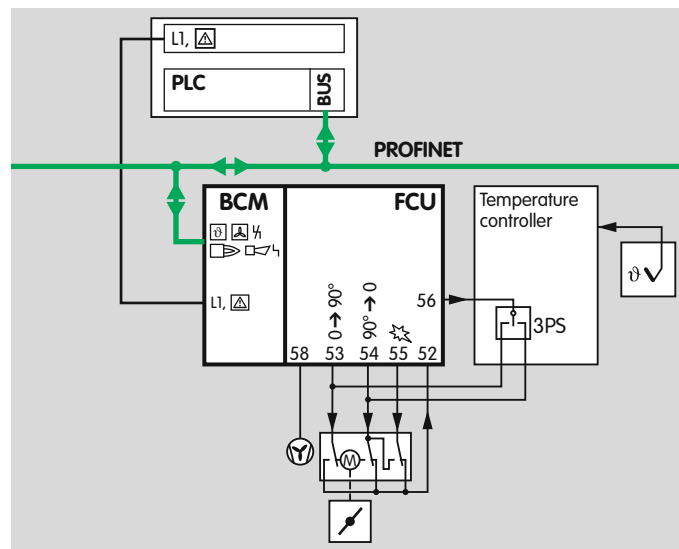 L1,
PLC
BUS
PROFINET
BCM
FCU
Temperature
controller
ϑ
ϑ
L1,
0 → 90°
90° → 0
56
3PS
58 53 54 55 52
M